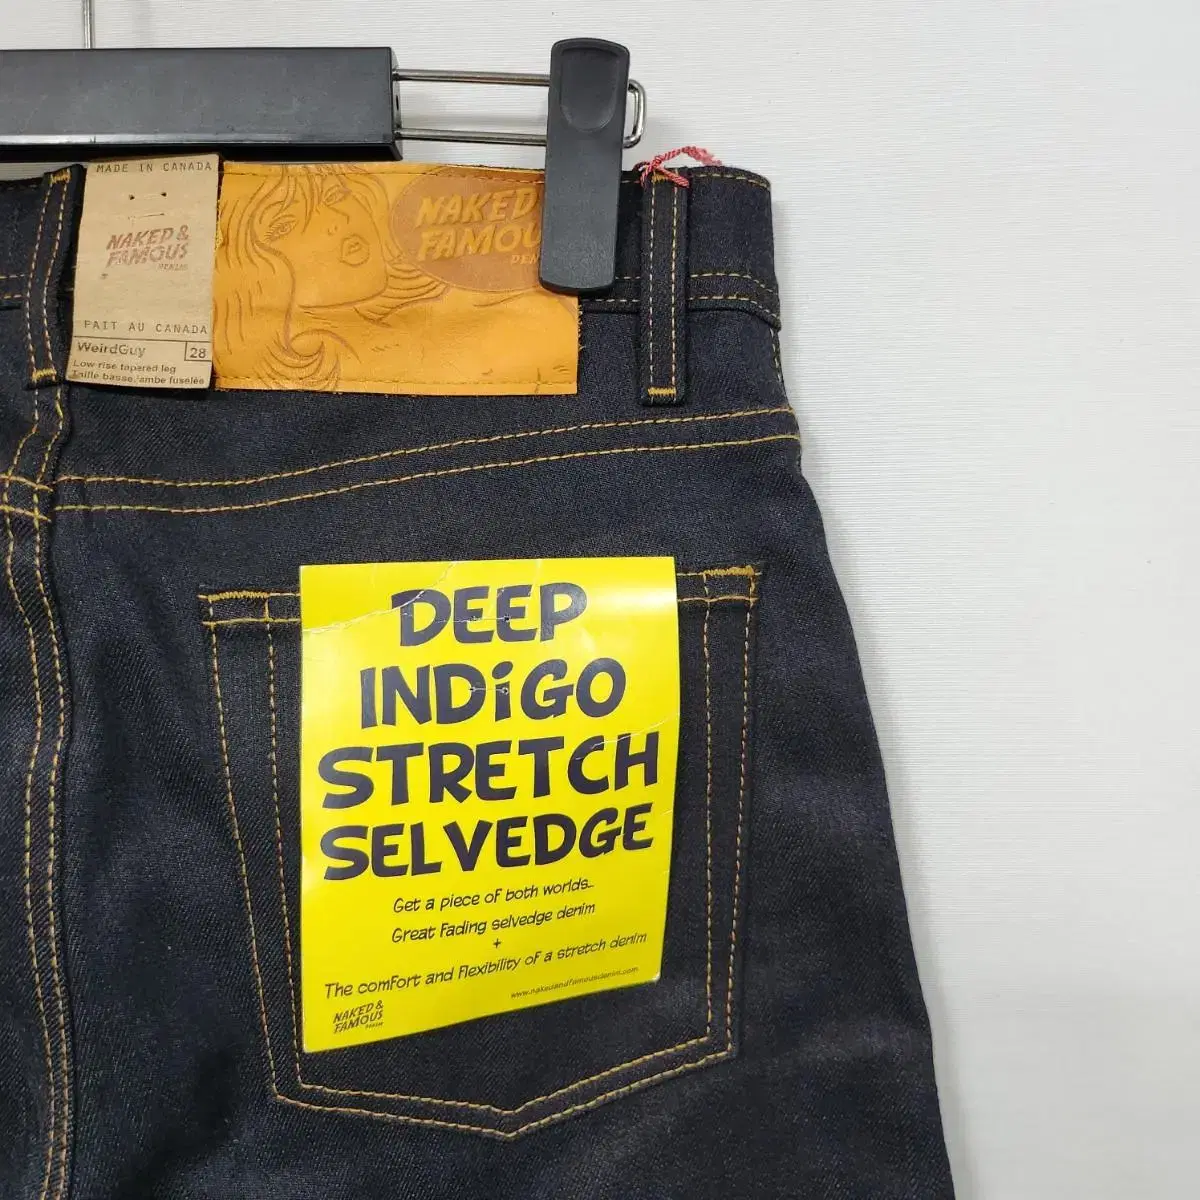 MADE IN CANADA
NAKED &
FAMOUS
DENIM
FAIT AU CANADA
WeirdGuy 28
Low rise tapered leg
Taille basse, jambe fuselée
NAKED
FAMOU
DEN
DEEP
INDiGO
STRETCH
SELVEDGE
Get a piece of both worlds...
Great Fading selvedge denim
+
The comfort and flexibility of a stretch denim
www.nakedandfamousdenim.com
NAKED &
FAMOUS
DENIM